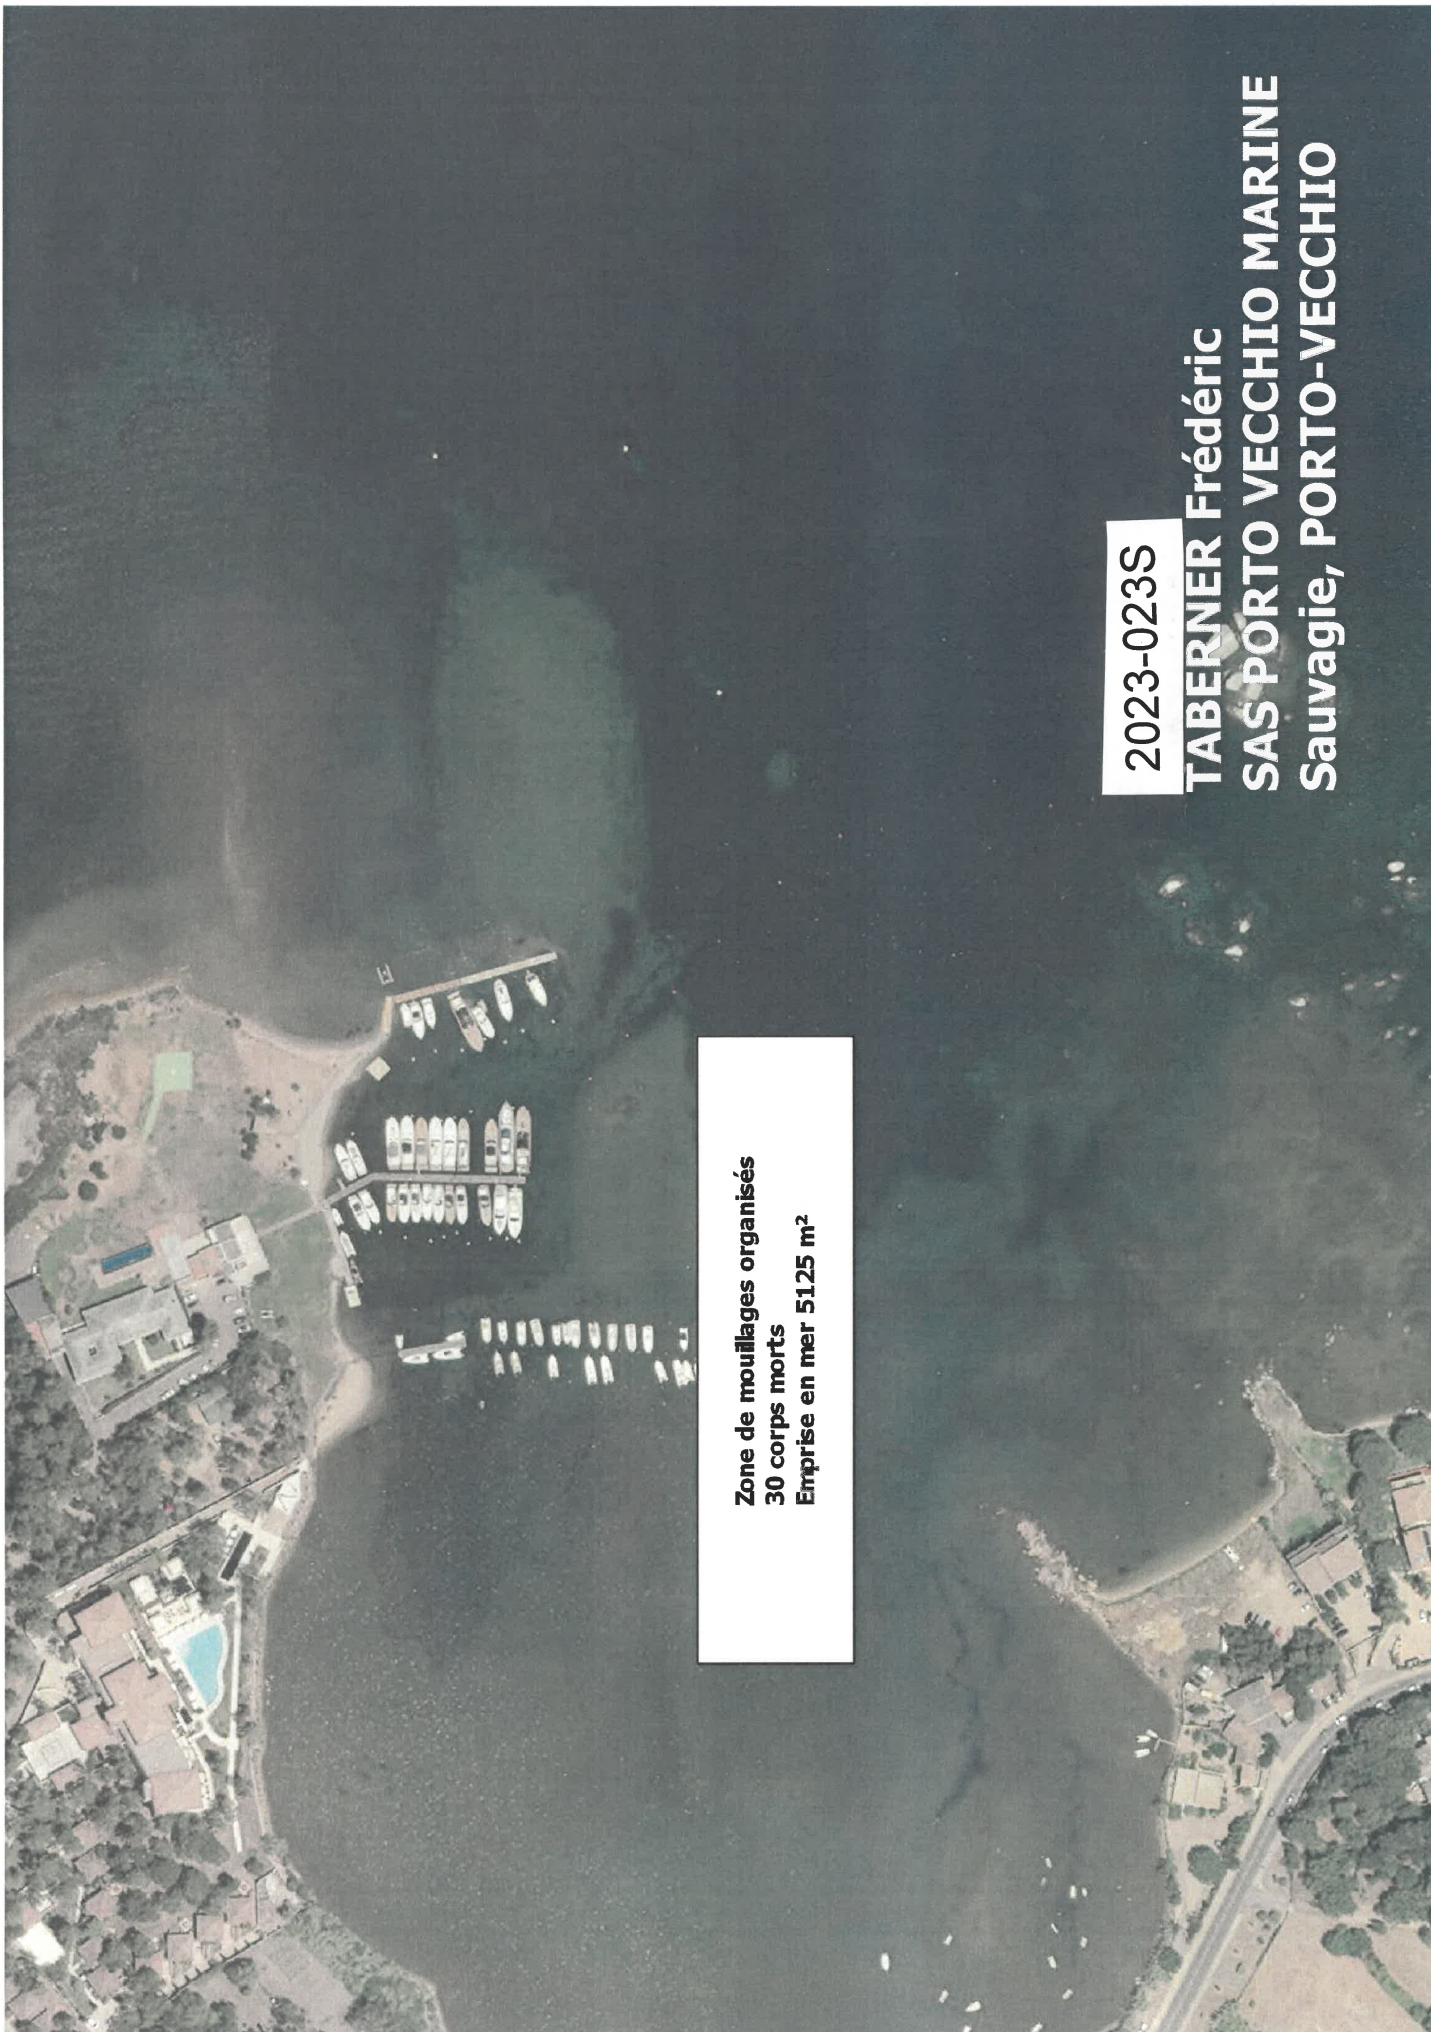 Zone de mouillages organisés
30 corps morts
Emprise en mer 5125 m²
2023-023S
TABERNER Frédéric
SAS PORTO VECCHIO MARINE
Sauvagie, PORTO-VECCHIO